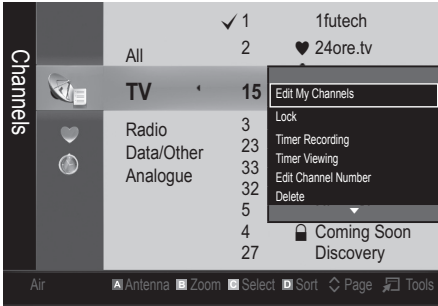 Channels
✓ 1 1futech
All 2 ♥ 24ore.tv
TV 15
Radio 3
Data/Other 23
Analogue 33
32
5
4 Coming Soon
27 Discovery
Edit My Channels
Lock
Timer Recording
Timer Viewing
Edit Channel Number
Delete
Air A Antenna B Zoom C Select D Sort Page Tools